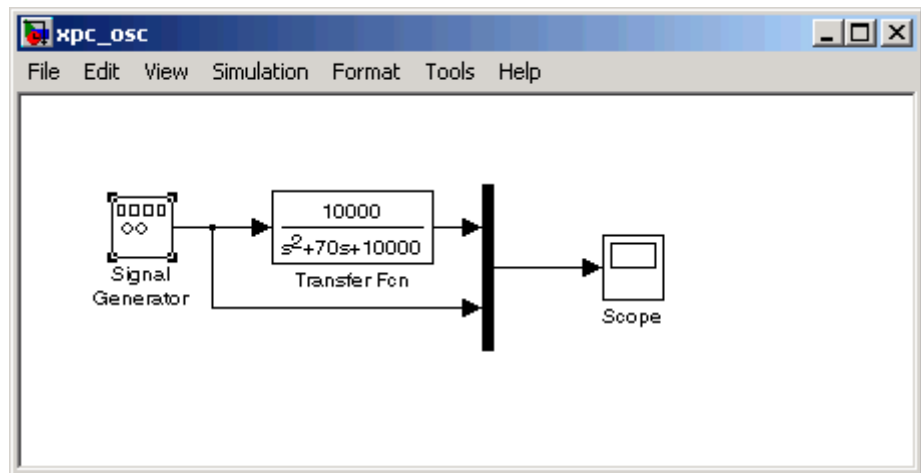 xpc_osc
File Edit View Simulation Format Tools Help
10000
s²+70s+10000
Transfer Fcn
Signal
Generator
Scope